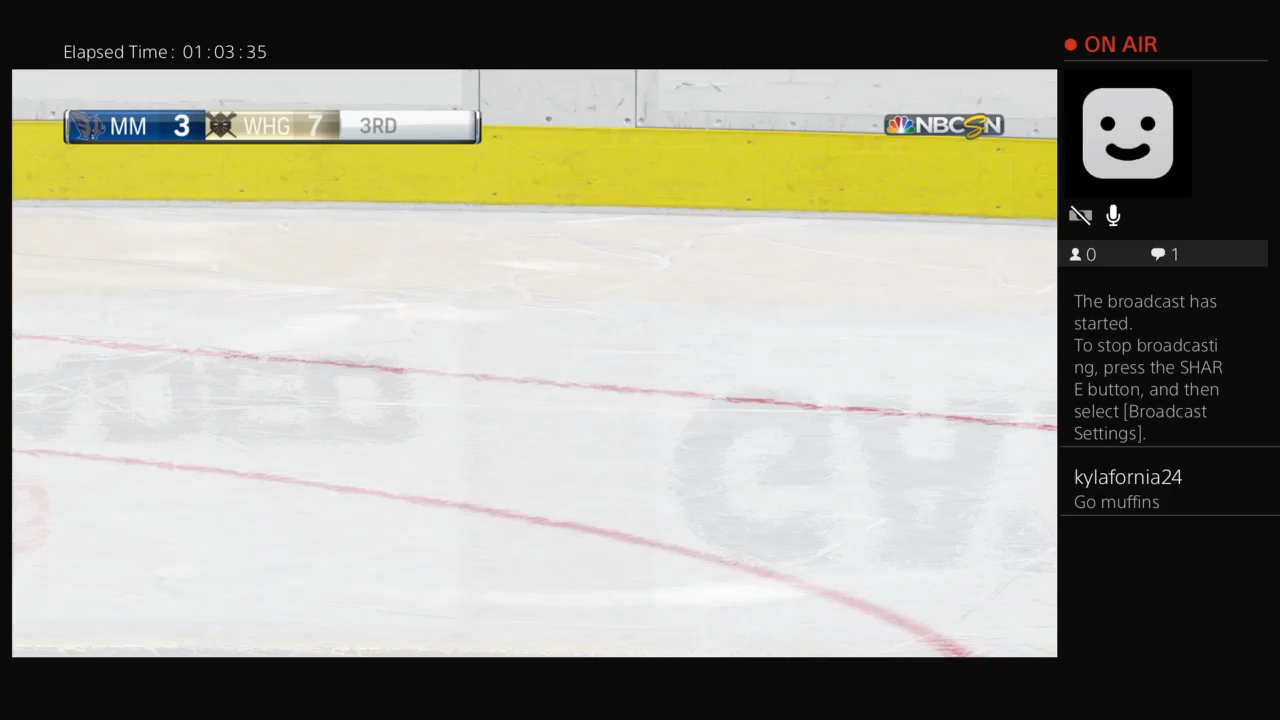 Elapsed Time: 01:03:35
ON AIR
MM 3 WHG 7 3RD
NBCSN
0 1
The broadcast has
started.
To stop broadcasti
ng, press the SHAR
E button, and then
select [Broadcast
Settings].
kylafornia24
Go muffins